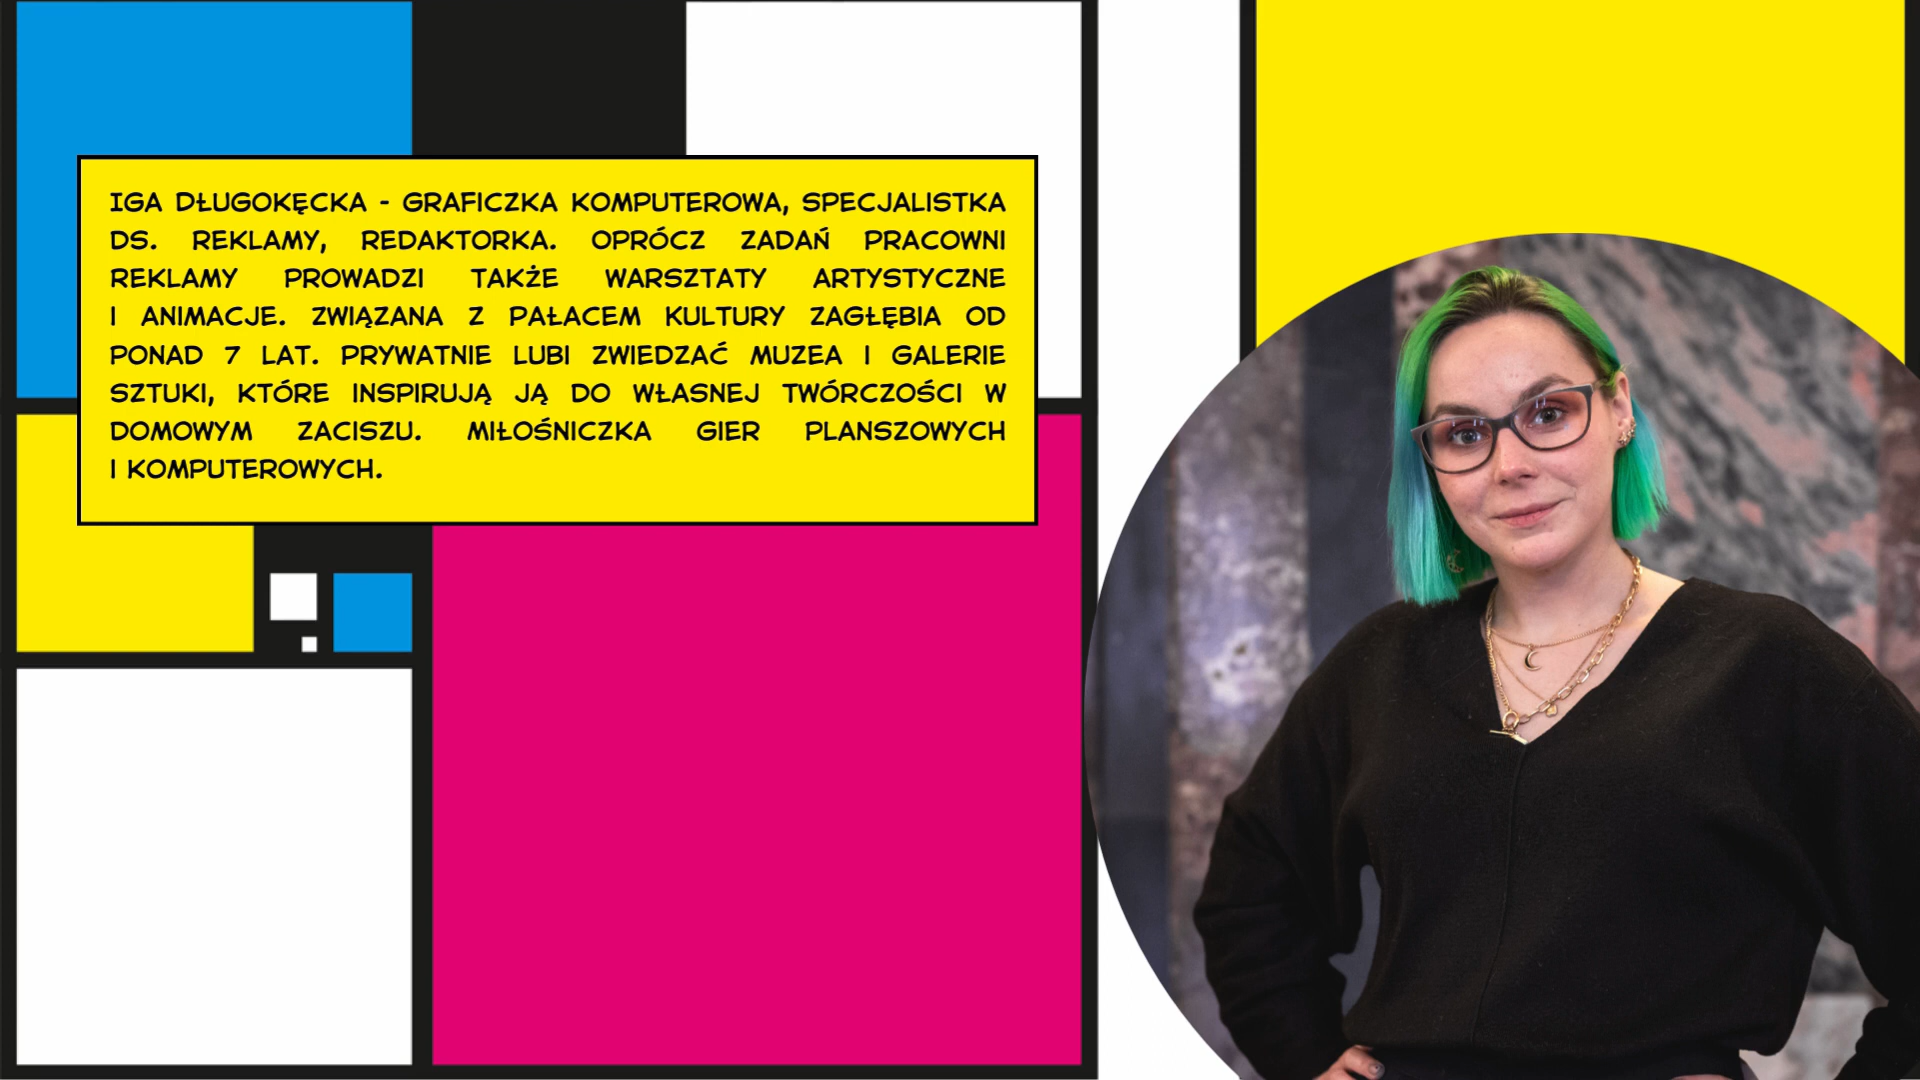 IGA DŁUGOKĘCKA - GRAFICZKA KOMPUTEROWA, SPECJALISTKA
DS. REKLAMY, REDAKTORKA. OPRÓCZ ZADAŃ PRACOWNI
REKLAMY PROWADZI TAKŻE WARSZTATY ARTYSTYCZNE
I ANIMACJE. ZWIĄZANA Z PAŁACEM KULTURY ZAGŁĘBIA OD
PONAD 7 LAT. PRYWATNIE LUBI ZWIEDZAĆ MUZEA I GALERIE
SZTUKI, KTÓRE INSPIRUJĄ JĄ DO WŁASNEJ TWÓRCZOŚCI W
DOMOWYM ZACISZU. MIŁOŚNICZKA GIER PLANSZOWYCH
I KOMPUTEROWYCH.